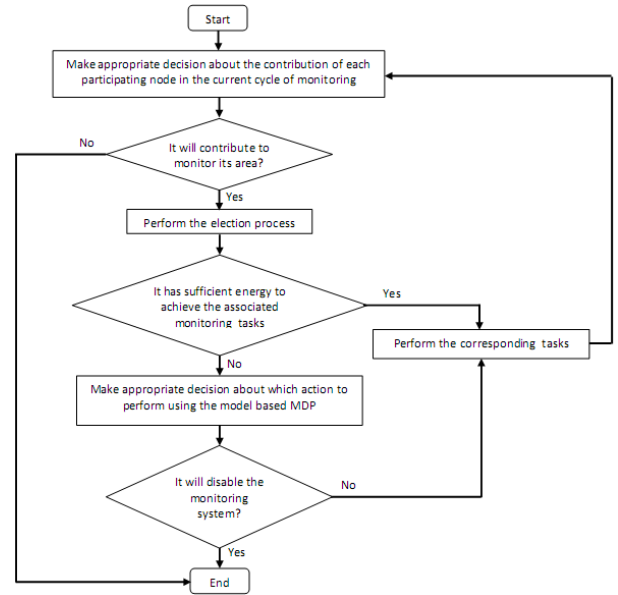 Start
Make appropriate decision about the contribution of each
participating node in the current cycle of monitoring
No
It will contribute to
monitor its area?
Yes
Perform the election process
It has sufficient energy to
achieve the associated
monitoring tasks
Yes
Perform the corresponding tasks
No
Make appropriate decision about which action to
perform using the model based MDP
It will disable the
monitoring
system?
No
Yes
End